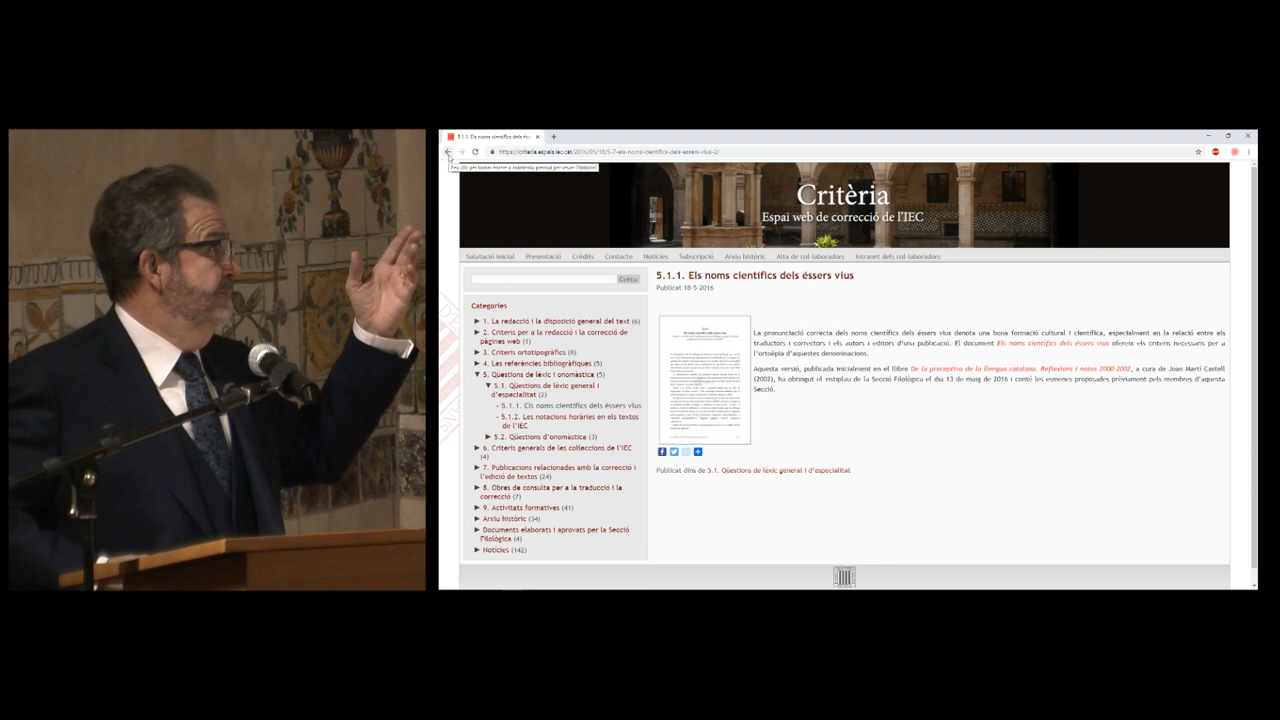 5.1.1. Els noms científics dels éssers vius
https://criteria.espais.iec.cat/2016/05/18/5-7-els-noms-cientifics-dels-essers-vius-2/
Critèria
Espai web de correcció de l'IEC
Salutació inicial Presentació Crèdits Contacte Notícies Subscripció Arxiu històric Alta de col·laboradors Intranet dels col·laboradors
Cerca
Categories
1. La redacció i la disposició general del text (6)
2. Criteris per a la redacció i la correcció de
pàgines web (1)
3. Criteris ortotipogràfics (8)
4. Les referències bibliogràfiques (5)
5. Qüestions de lèxic i onomàstica (5)
5.1. Qüestions de lèxic general i
d'especialitat (2)
5.1.1. Els noms científics dels éssers vius
5.1.2. Les notacions horàries en els textos
de l'IEC
5.2. Qüestions d'onomàstica (3)
6. Criteris generals de les col·leccions de l'IEC
(4)
7. Publicacions relacionades amb la correcció i
l'edició de textos (24)
8. Obres de consulta per a la traducció i la
correcció (7)
9. Activitats formatives (41)
Arxiu històric (34)
Documents elaborats i aprovats per la Secció
Filològica (4)
Notícies (142)
5.1.1. Els noms científics dels éssers vius
Publicat 18-5-2016
La pronunciació correcta dels noms científics dels éssers vius denota una bona formació cultural i científica, especialment en la relació entre els
traductors i correctors i els autors i editors d'una publicació. El document Els noms científics dels éssers vius ofereix els criteris necessaris per a
l'ortoèpia d'aquestes denominacions.
Aquesta versió, publicada inicialment en el llibre De la preceptiva de la llengua catalana. Reflexions i notes 2000-2002, a cura de Joan Martí Castell
(2002), ha obtingut el vistiplau de la Secció Filològica el dia 13 de maig de 2016 i conté les esmenes proposades finalment pels membres d'aquesta
Secció.
Publicat dins de 5.1. Qüestions de lèxic general i d'especialitat